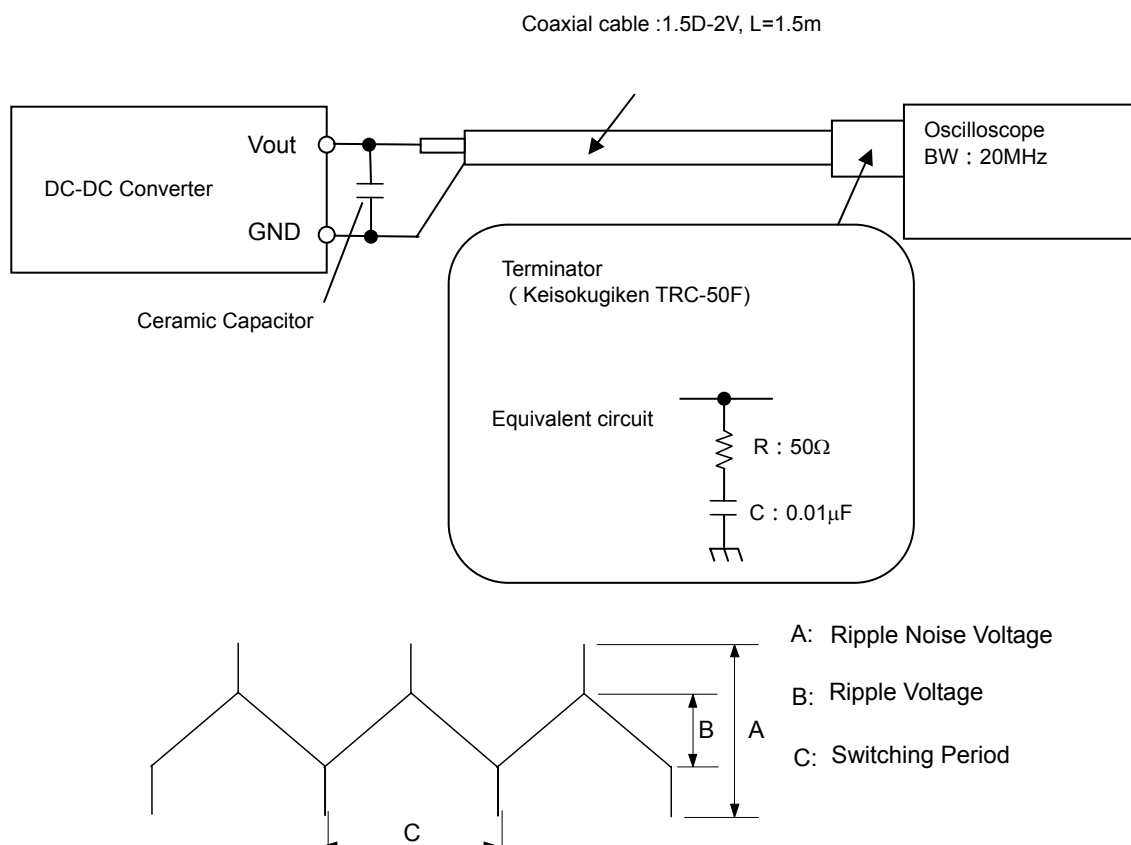 Coaxial cable :1.5D-2V, L=1.5m
Vout
DC-DC Converter
GND
Ceramic Capacitor
Oscilloscope
BW：20MHz
Terminator
（ Keisokugiken TRC-50F)
Equivalent circuit
R：50Ω
C：0.01μF
A: Ripple Noise Voltage
B: Ripple Voltage
C: Switching Period
B
A
C